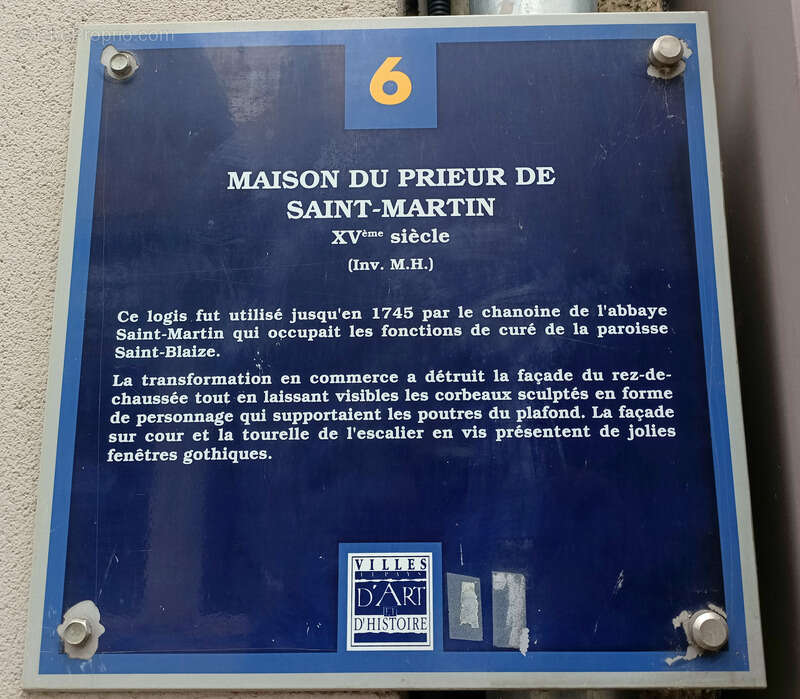 6
MAISON DU PRIEUR DE
SAINT-MARTIN
XVème siècle
(Inv. M.H.)
Ce logis fut utilisé jusqu'en 1745 par le chanoine de l'abbaye
Saint-Martin qui occupait les fonctions de curé de la paroisse
Saint-Blaize.
La transformation en commerce a détruit la façade du rez-de-
chaussée tout en laissant visibles les corbeaux sculptés en forme
de personnage qui supportaient les poutres du plafond. La façade
sur cour et la tourelle de l'escalier en vis présentent de jolies
fenêtres gothiques.
VILLES
ET PAYS
D'ART
ET
D'HISTOIRE